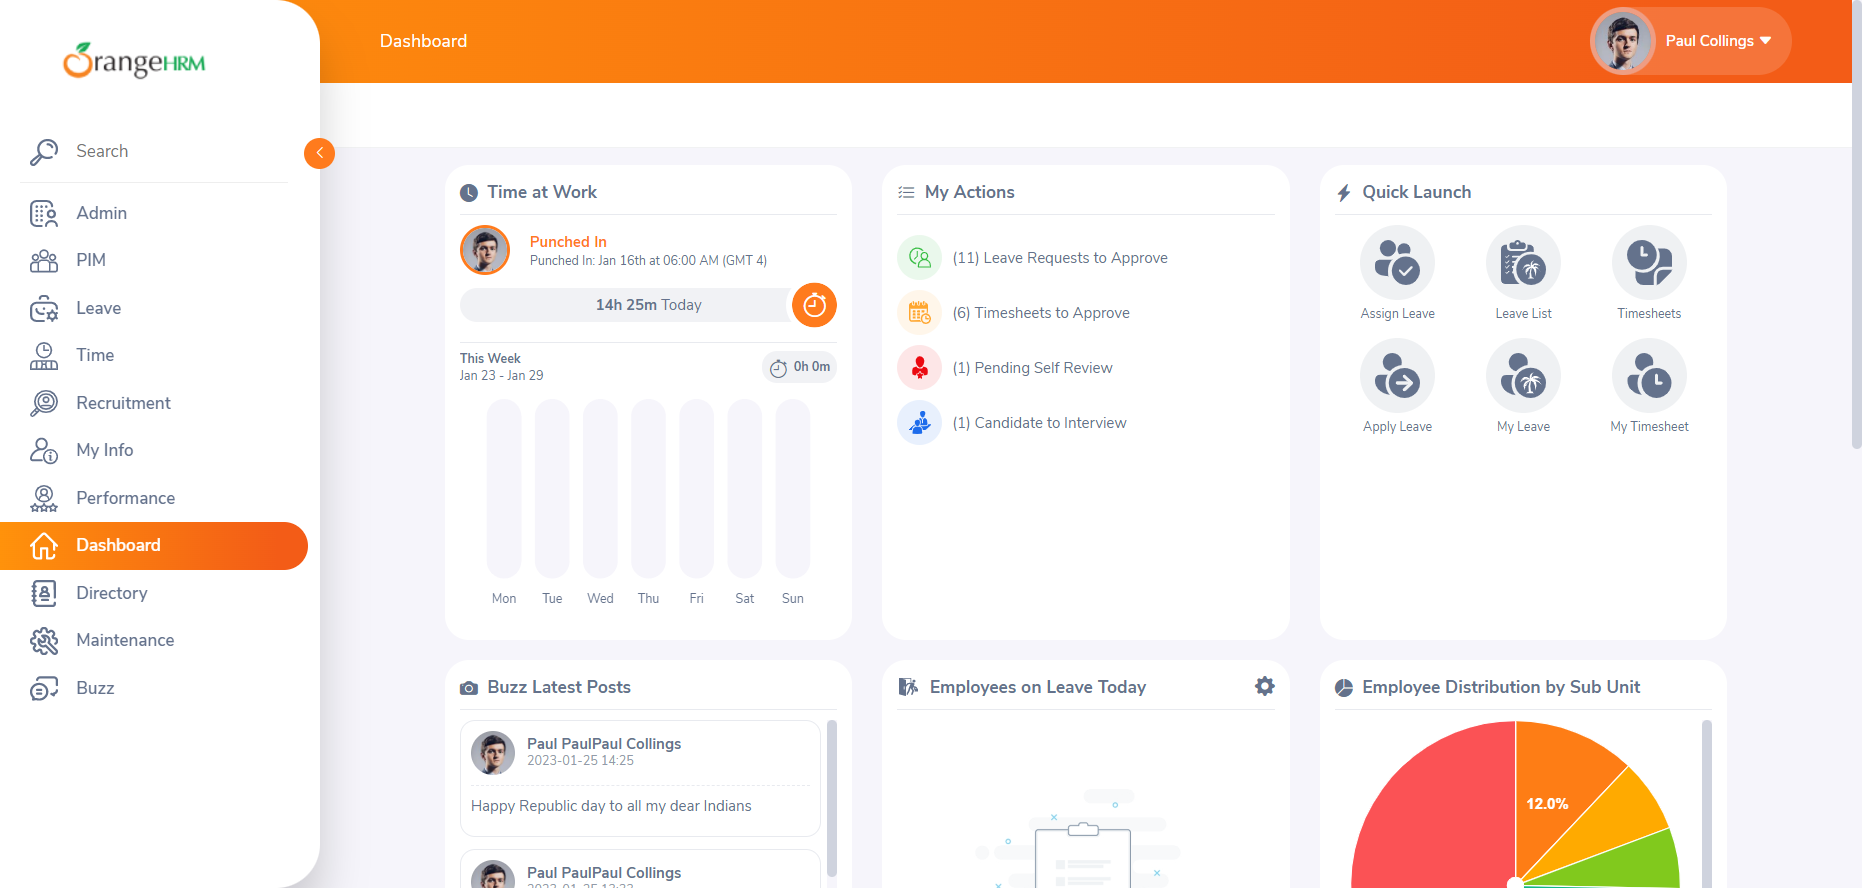 OrangeHRM
Search
Admin
PIM
Leave
Time
Recruitment
My Info
Performance
Dashboard
Directory
Maintenance
Buzz
Dashboard
Paul Collings
Time at Work
Punched In
Punched In: Jan 16th at 06:00 AM (GMT 4)
14h 25m Today
This Week
Jan 23 - Jan 29
0h 0m
Mon Tue Wed Thu Fri Sat Sun
My Actions
(11) Leave Requests to Approve
(6) Timesheets to Approve
(1) Pending Self Review
(1) Candidate to Interview
Quick Launch
Assign Leave Leave List Timesheets
Apply Leave My Leave My Timesheet
Buzz Latest Posts
Paul PaulPaul Collings
2023-01-25 14:25
Happy Republic day to all my dear Indians
Paul PaulPaul Collings
Employees on Leave Today
Employee Distribution by Sub Unit
12.0%